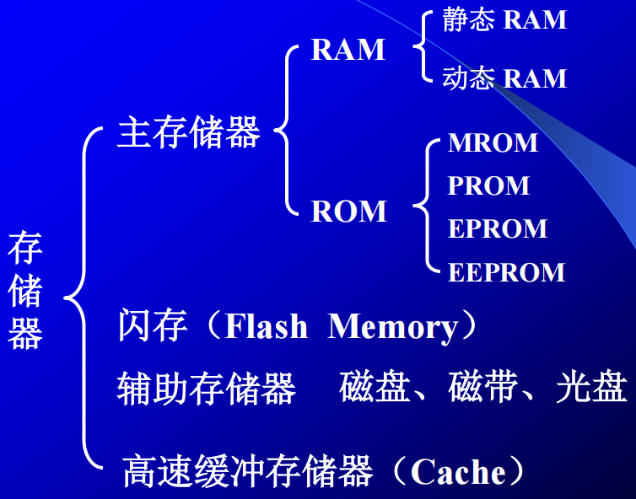 存储器
主存储器
RAM
静态 RAM
动态 RAM
ROM
MROM
PROM
EPROM
EEPROM
闪存（Flash Memory）
辅助存储器 磁盘、磁带、光盘
高速缓冲存储器（Cache）